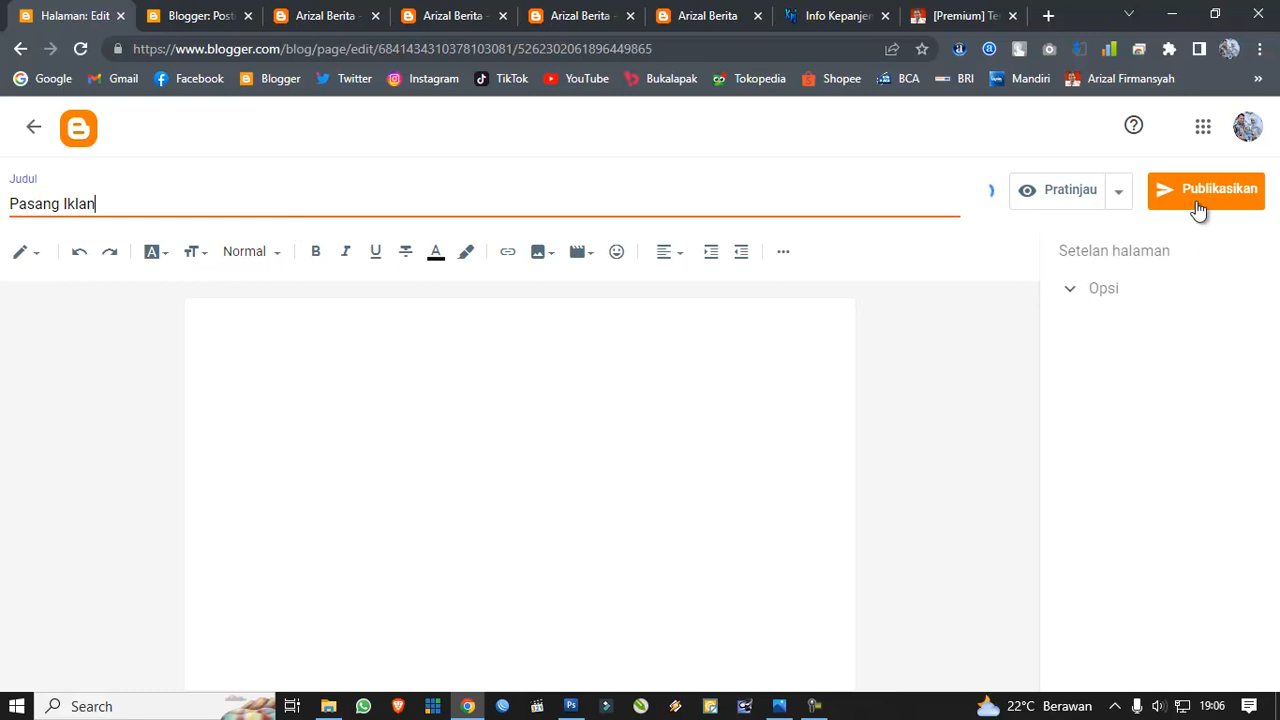 Halaman: Edit
Blogger: Post
Arizal Berita -
Arizal Berita -
Arizal Berita -
Arizal Berita
Info Kepanjen
[Premium] Te
https://www.blogger.com/blog/page/edit/6841434310378103081/5262302061896449865
Google
Gmail
Facebook
Blogger
Twitter
Instagram
TikTok
YouTube
Bukalapak
Tokopedia
Shopee
BCA
BRI
Mandiri
Arizal Firmansyah
Judul
Pasang Iklan
Pratinjau
Publikasikan
Normal
B
I
U
S
A
Setelan halaman
Opsi
Search
22°C Berawan
19:06